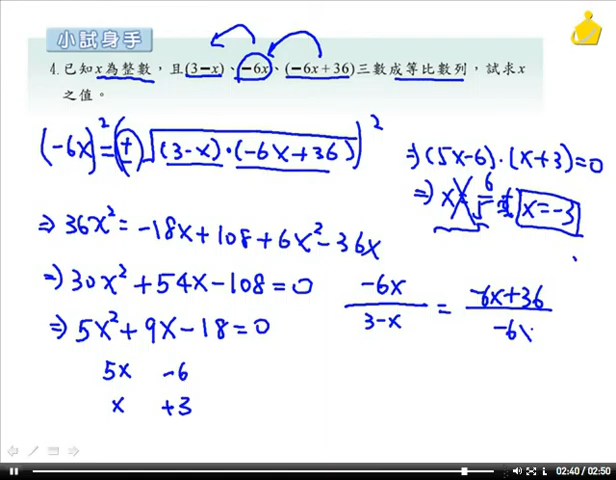 小試身手
4.已知x為整數，且(3-x)、-6x、(-6x+36)三數成等比數列，試求x
之值。
(-6x)²=(±√(3-x)·(-6x+36))²
⇒36x²=-18x+108+6x²-36x
⇒30x²+54x-108=0
⇒5x²+9x-18=0
5x -6
x +3
⇒(5x-6)·(x+3)=0
⇒x=6/5 或 x=-3
-6x/3-x = -6x+36/-6x
02:40 / 02:50